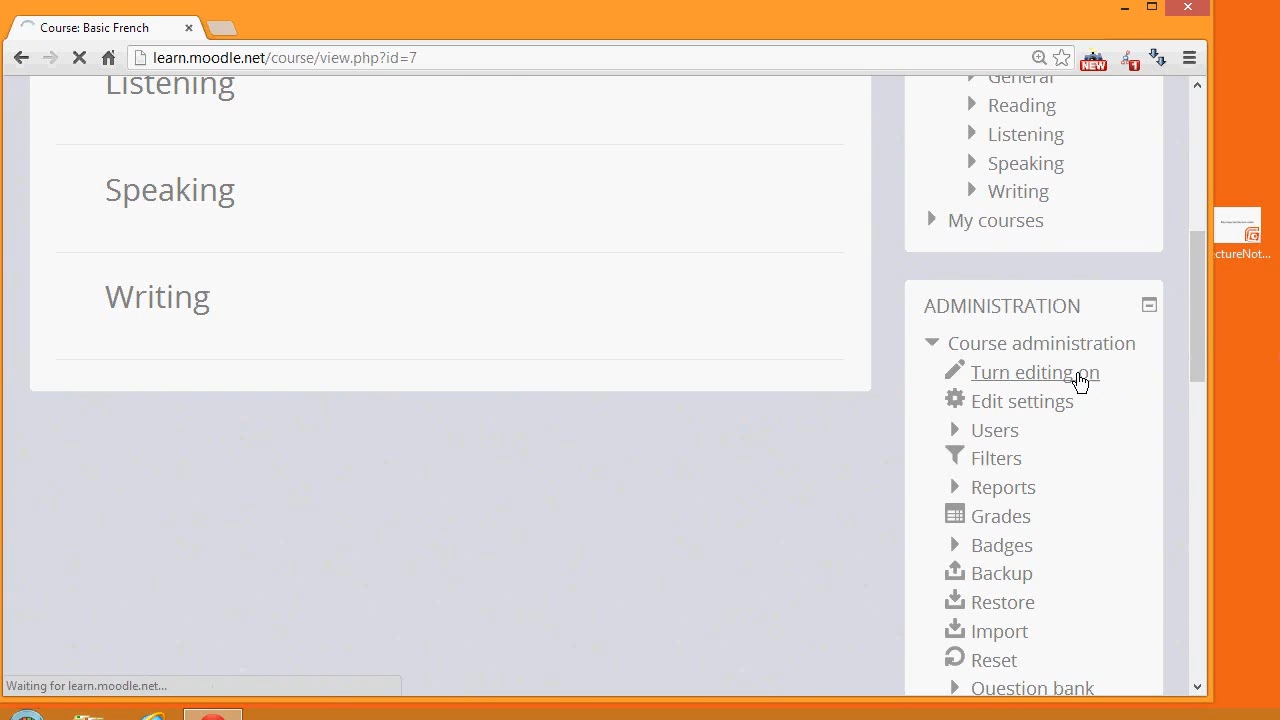 Course: Basic French
learn.moodle.net/course/view.php?id=7
NEW
1
Listening
Speaking
Writing
General
Reading
Listening
Speaking
Writing
My courses
ADMINISTRATION
Course administration
Turn editing on
Edit settings
Users
Filters
Reports
Grades
Badges
Backup
Restore
Import
Reset
Question bank
ctureNot...
Waiting for learn.moodle.net...